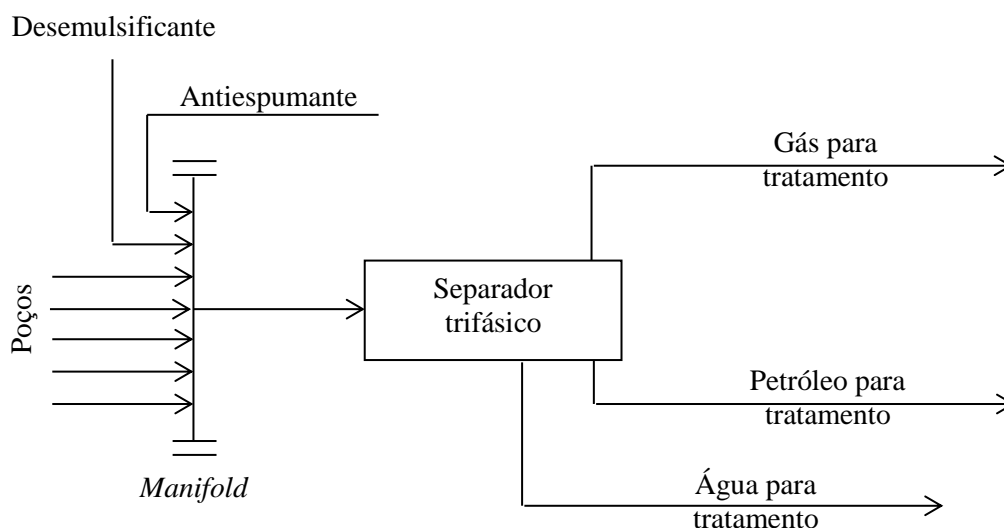 Desemulsificante
Antiespumante
Gás para
tratamento
Poços
Separador
trifásico
Petróleo para
tratamento
Manifold
Água para
tratamento